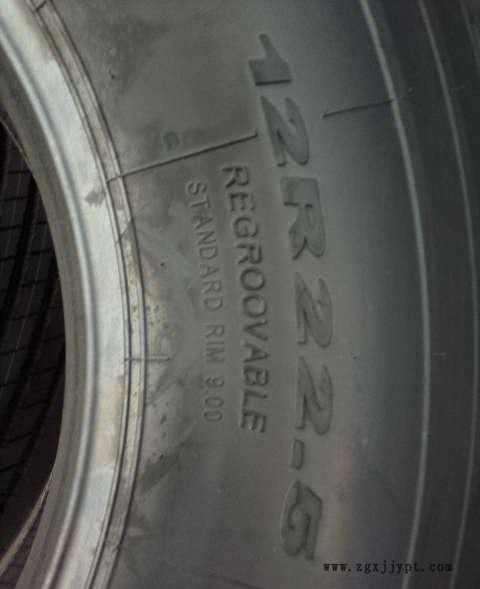 12R22-5
REGROOVABLE
STANDARD RIM 9.00
www.zgxjjypt.com